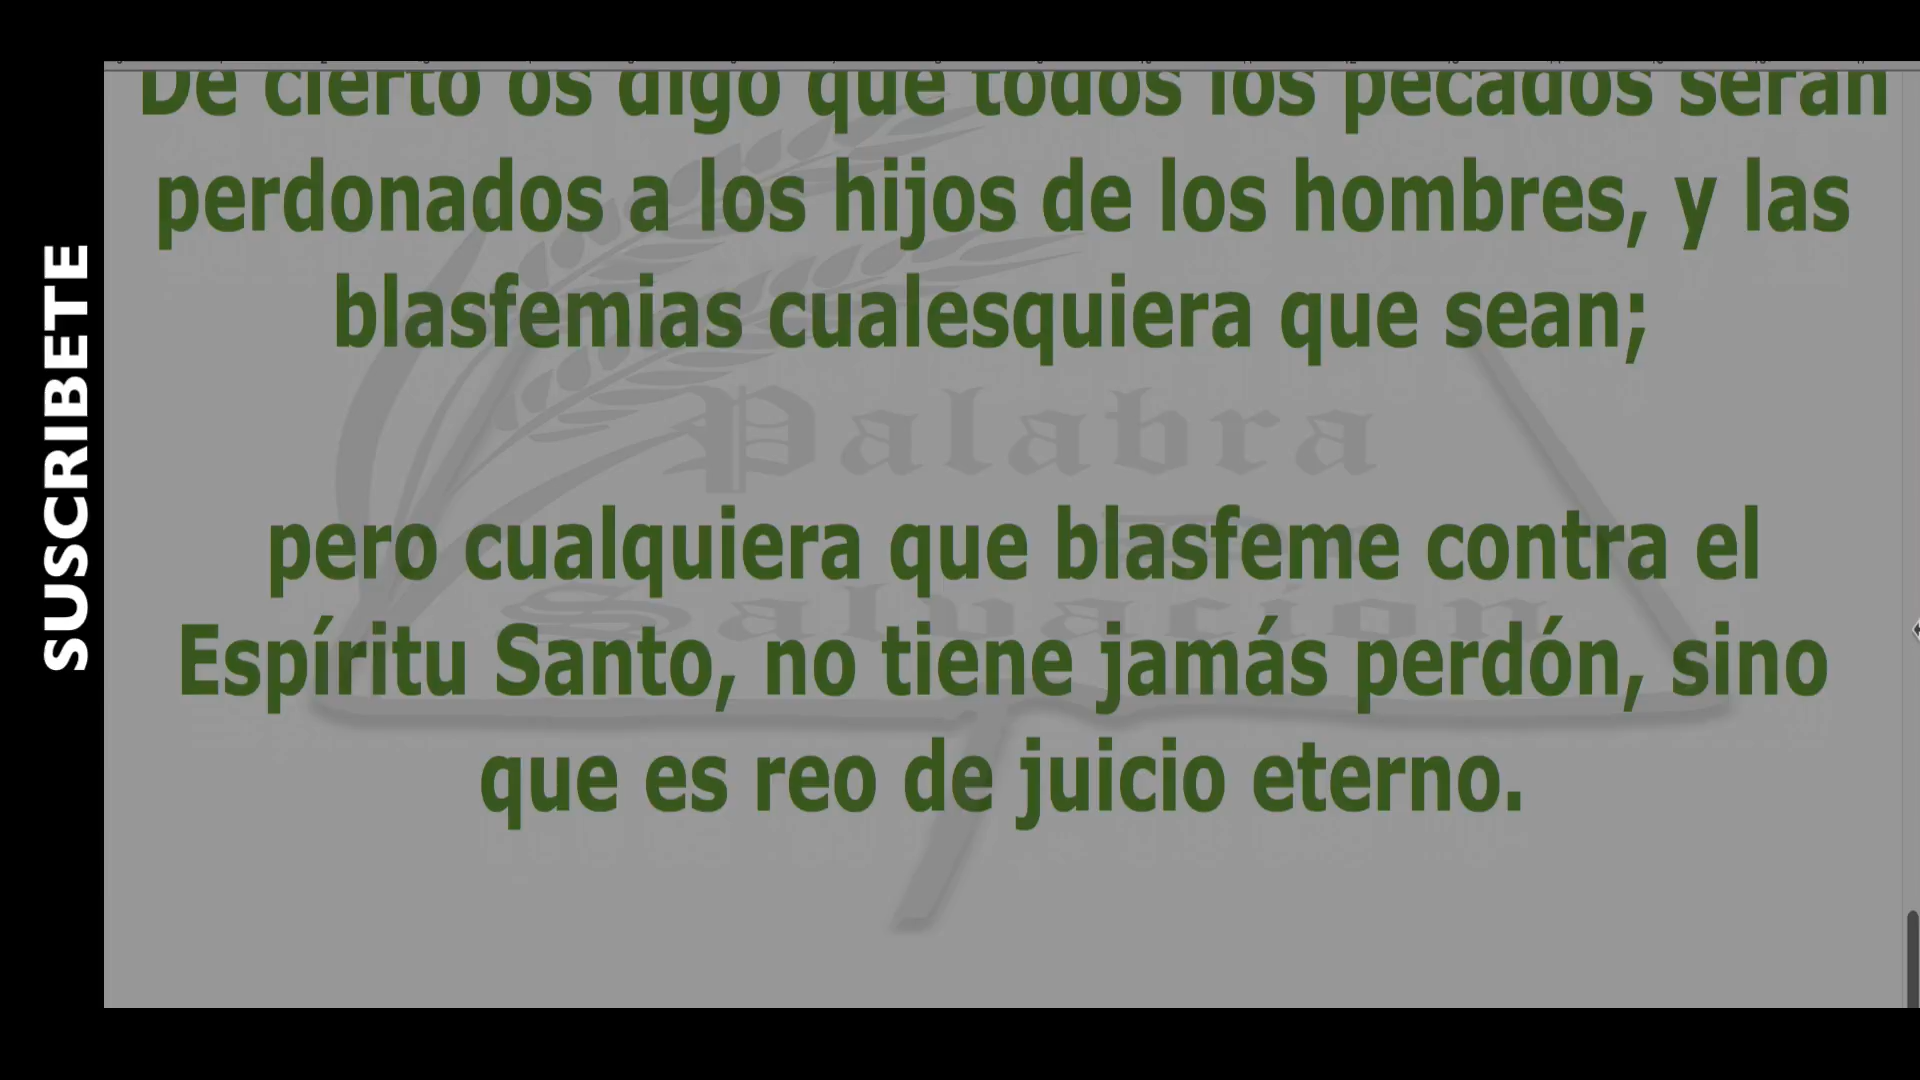 SUSCRIBETE
De cierto os digo que todos los pecados serán
perdonados a los hijos de los hombres, y las
blasfemias cualesquiera que sean;
Palabra
pero cualquiera que blasfeme contra el
Salvación
Espíritu Santo, no tiene jamás perdón, sino
que es reo de juicio eterno.